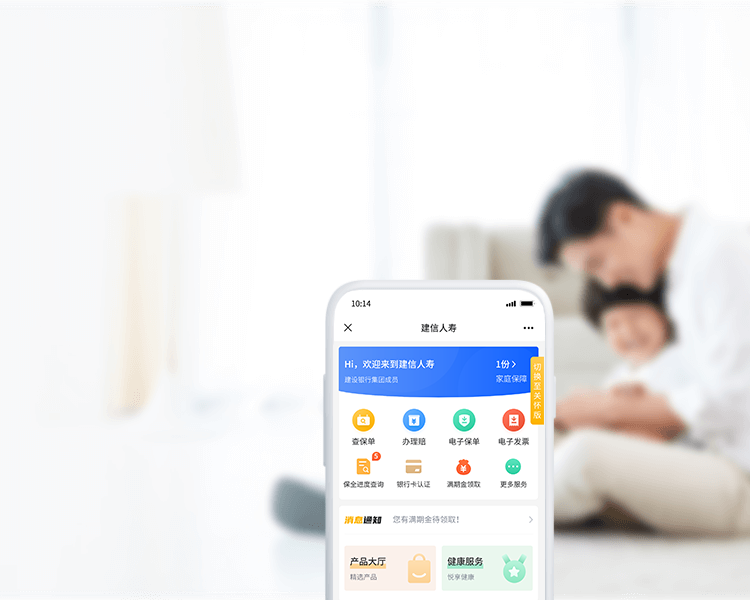 10:14
建信人寿
Hi，欢迎来到建信人寿
1份
建设银行集团成员
家庭保障
切换至关怀版
查保单
办理赔
电子保单
电子发票
5
保全进度查询
银行卡认证
满期金领取
更多服务
消息通知
您有满期金待领取！
产品大厅
健康服务
精选产品
悦享健康